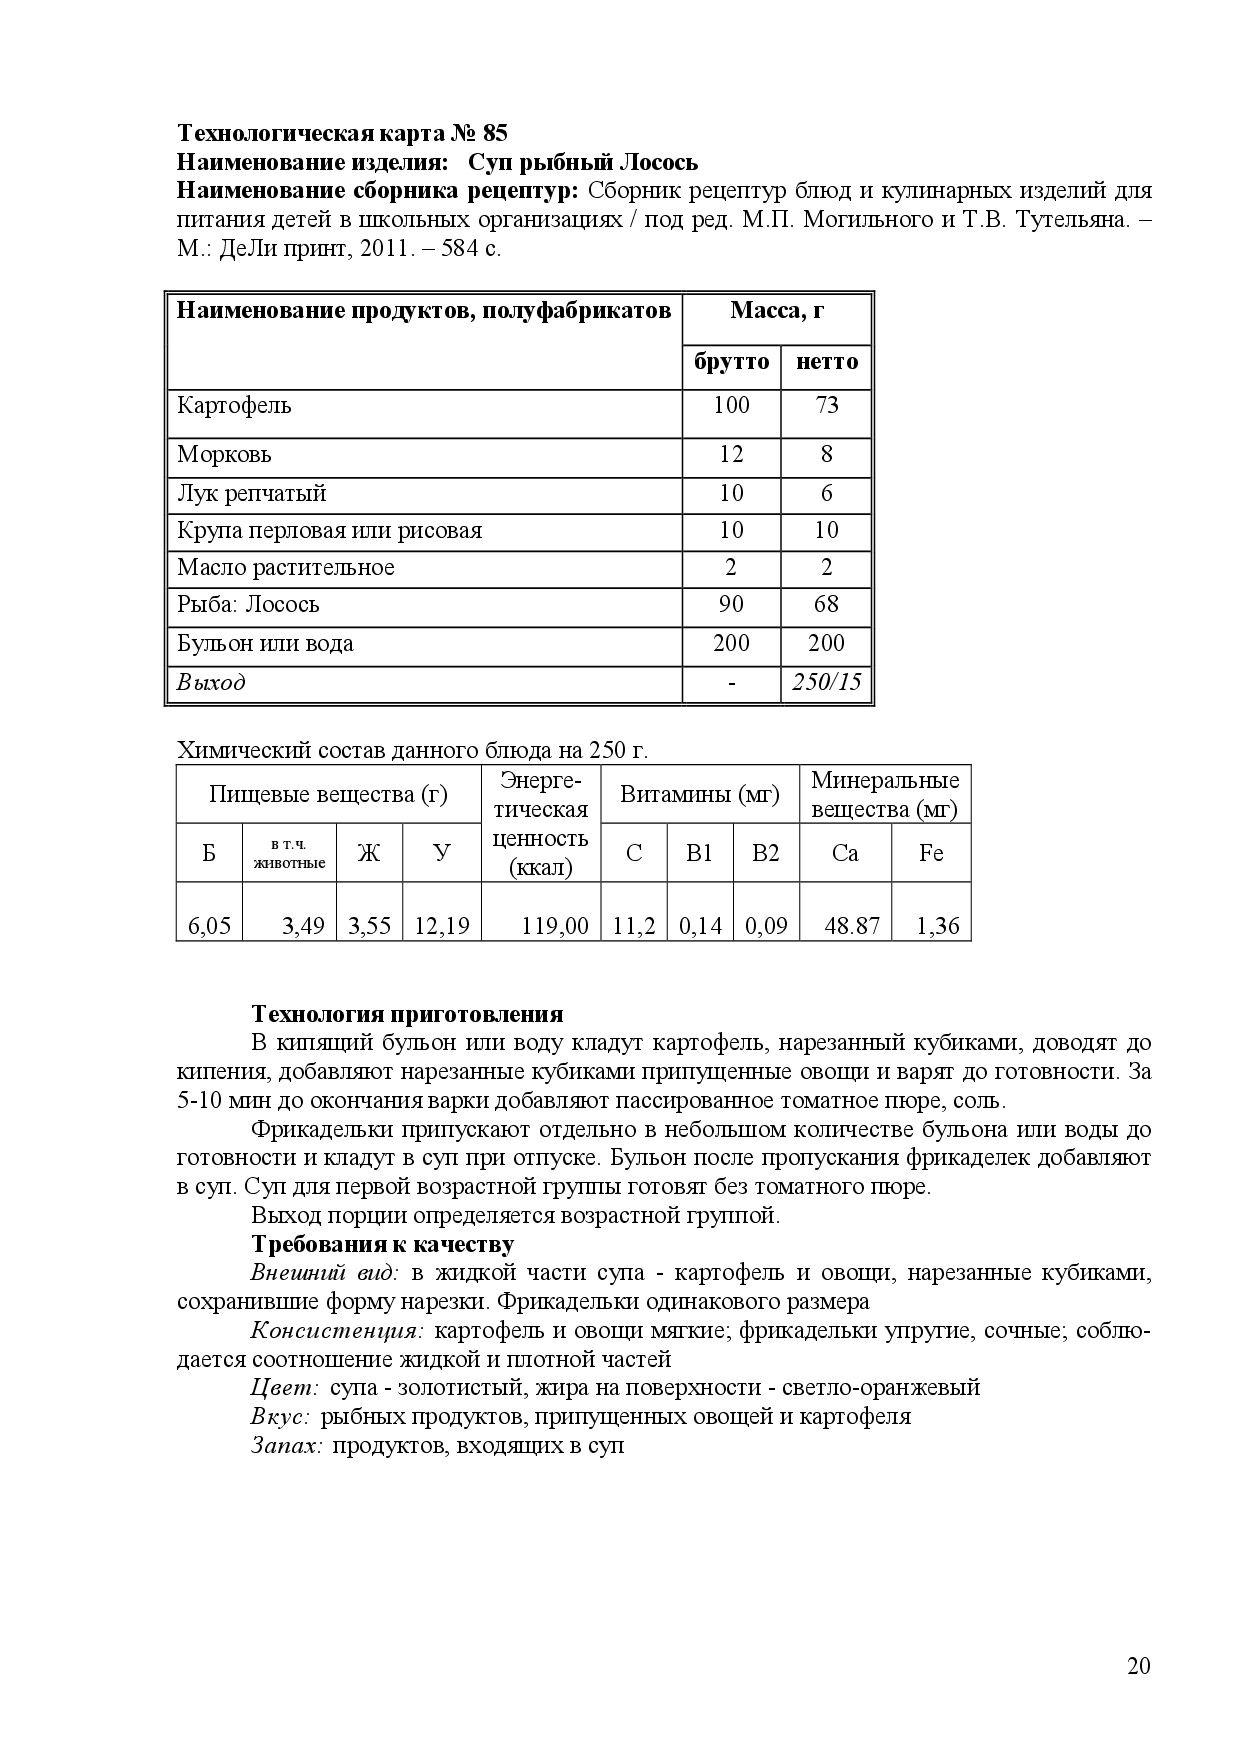 Технологическая карта № 85
Наименование изделия: Суп рыбный Лосось
Наименование сборника рецептур: Сборник рецептур блюд и кулинарных изделий для
питания детей в школьных организациях / под ред. М.П. Могильного и Т.В. Тутельяна. –
М.: ДеЛи принт, 2011. – 584 с.
Наименование продуктов, полуфабрикатов Масса, г
брутто нетто
Картофель 100 73
Морковь 12 8
Лук репчатый 10 6
Крупа перловая или рисовая 10 10
Масло растительное 2 2
Рыба: Лосось 90 68
Бульон или вода 200 200
Выход - 250/15
Химический состав данного блюда на 250 г.
Пищевые вещества (г) Энерге-
тическая
ценность
(ккал) Витамины (мг) Минеральные
вещества (мг)
Б в т.ч.
животные Ж У С В1 В2 Са Fe
6,05 3,49 3,55 12,19 119,00 11,2 0,14 0,09 48.87 1,36
Технология приготовления
В кипящий бульон или воду кладут картофель, нарезанный кубиками, доводят до
кипения, добавляют нарезанные кубиками припущенные овощи и варят до готовности. За
5-10 мин до окончания варки добавляют пассированное томатное пюре, соль.
Фрикадельки припускают отдельно в небольшом количестве бульона или воды до
готовности и кладут в суп при отпуске. Бульон после пропускания фрикаделек добавляют
в суп. Суп для первой возрастной группы готовят без томатного пюре.
Выход порции определяется возрастной группой.
Требования к качеству
Внешний вид: в жидкой части супа - картофель и овощи, нарезанные кубиками,
сохранившие форму нарезки. Фрикадельки одинакового размера
Консистенция: картофель и овощи мягкие; фрикадельки упругие, сочные; соблю-
дается соотношение жидкой и плотной частей
Цвет: супа - золотистый, жира на поверхности - светло-оранжевый
Вкус: рыбных продуктов, припущенных овощей и картофеля
Запах: продуктов, входящих в суп
20